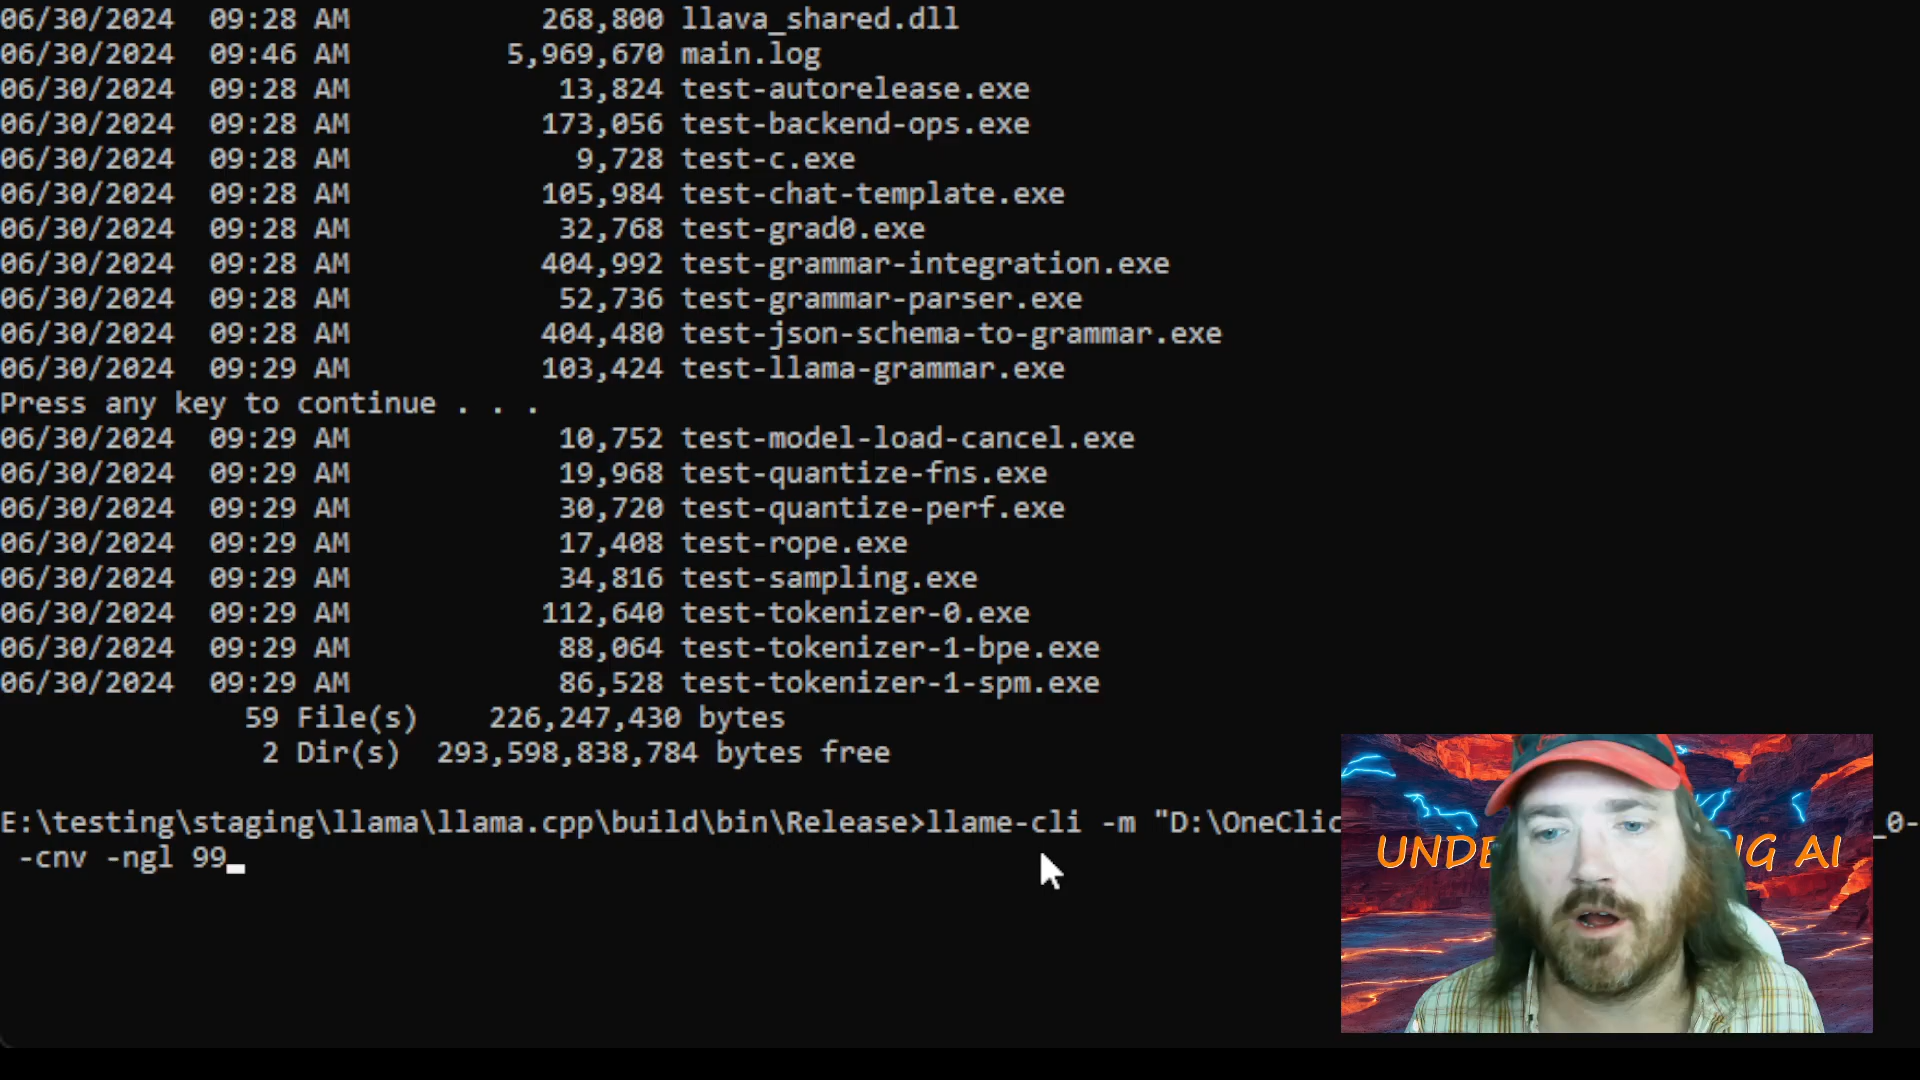 06/30/2024 09:28 AM 268,800 llava_shared.dll
06/30/2024 09:46 AM 5,969,670 main.log
06/30/2024 09:28 AM 13,824 test-autorelease.exe
06/30/2024 09:28 AM 173,056 test-backend-ops.exe
06/30/2024 09:28 AM 9,728 test-c.exe
06/30/2024 09:28 AM 105,984 test-chat-template.exe
06/30/2024 09:28 AM 32,768 test-grad0.exe
06/30/2024 09:28 AM 404,992 test-grammar-integration.exe
06/30/2024 09:28 AM 52,736 test-grammar-parser.exe
06/30/2024 09:28 AM 404,480 test-json-schema-to-grammar.exe
06/30/2024 09:29 AM 103,424 test-llama-grammar.exe
Press any key to continue . . .
06/30/2024 09:29 AM 10,752 test-model-load-cancel.exe
06/30/2024 09:29 AM 19,968 test-quantize-fns.exe
06/30/2024 09:29 AM 30,720 test-quantize-perf.exe
06/30/2024 09:29 AM 17,408 test-rope.exe
06/30/2024 09:29 AM 34,816 test-sampling.exe
06/30/2024 09:29 AM 112,640 test-tokenizer-0.exe
06/30/2024 09:29 AM 88,064 test-tokenizer-1-bpe.exe
06/30/2024 09:29 AM 86,528 test-tokenizer-1-spm.exe
59 File(s) 226,247,430 bytes
2 Dir(s) 293,598,838,784 bytes free
E:\testing\staging\llama\llama.cpp\build\bin\Release>llame-cli -m "D:\OneClic _0-
-cnv -ngl 99
AI